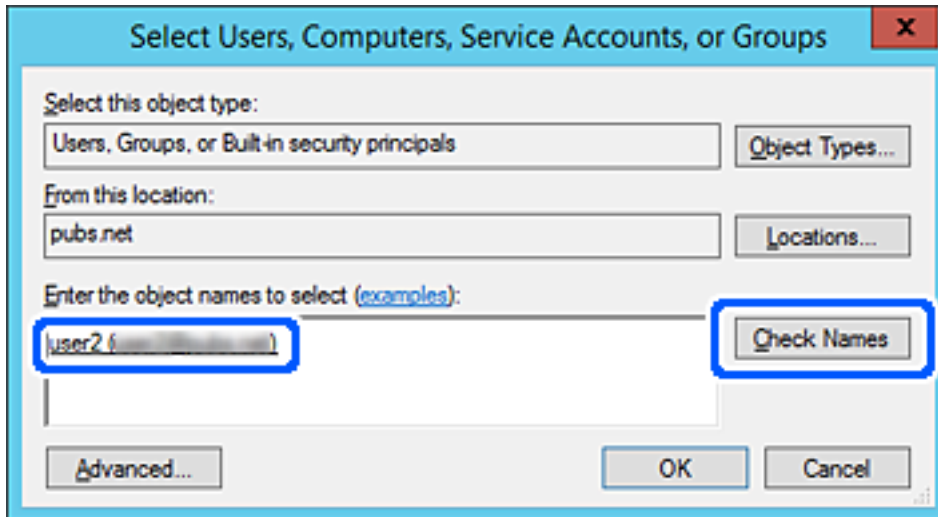 Select Users, Computers, Service Accounts, or Groups
x
Select this object type:
Users, Groups, or Built-in security principals
Object Types...
From this location:
pubs.net
Locations...
Enter the object names to select (examples):
user2 (
)
Check Names
Advanced...
OK
Cancel